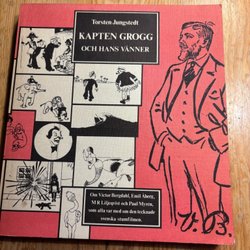 Torsten Jungstedt
KAPTEN GROGG
OCH HANS VÄNNER
Om Victor Bergdahl, Emil Åberg,
M R Liljeqvist och Paul Myrén,
som alla var med om den tecknade
svenska stumfilmen.